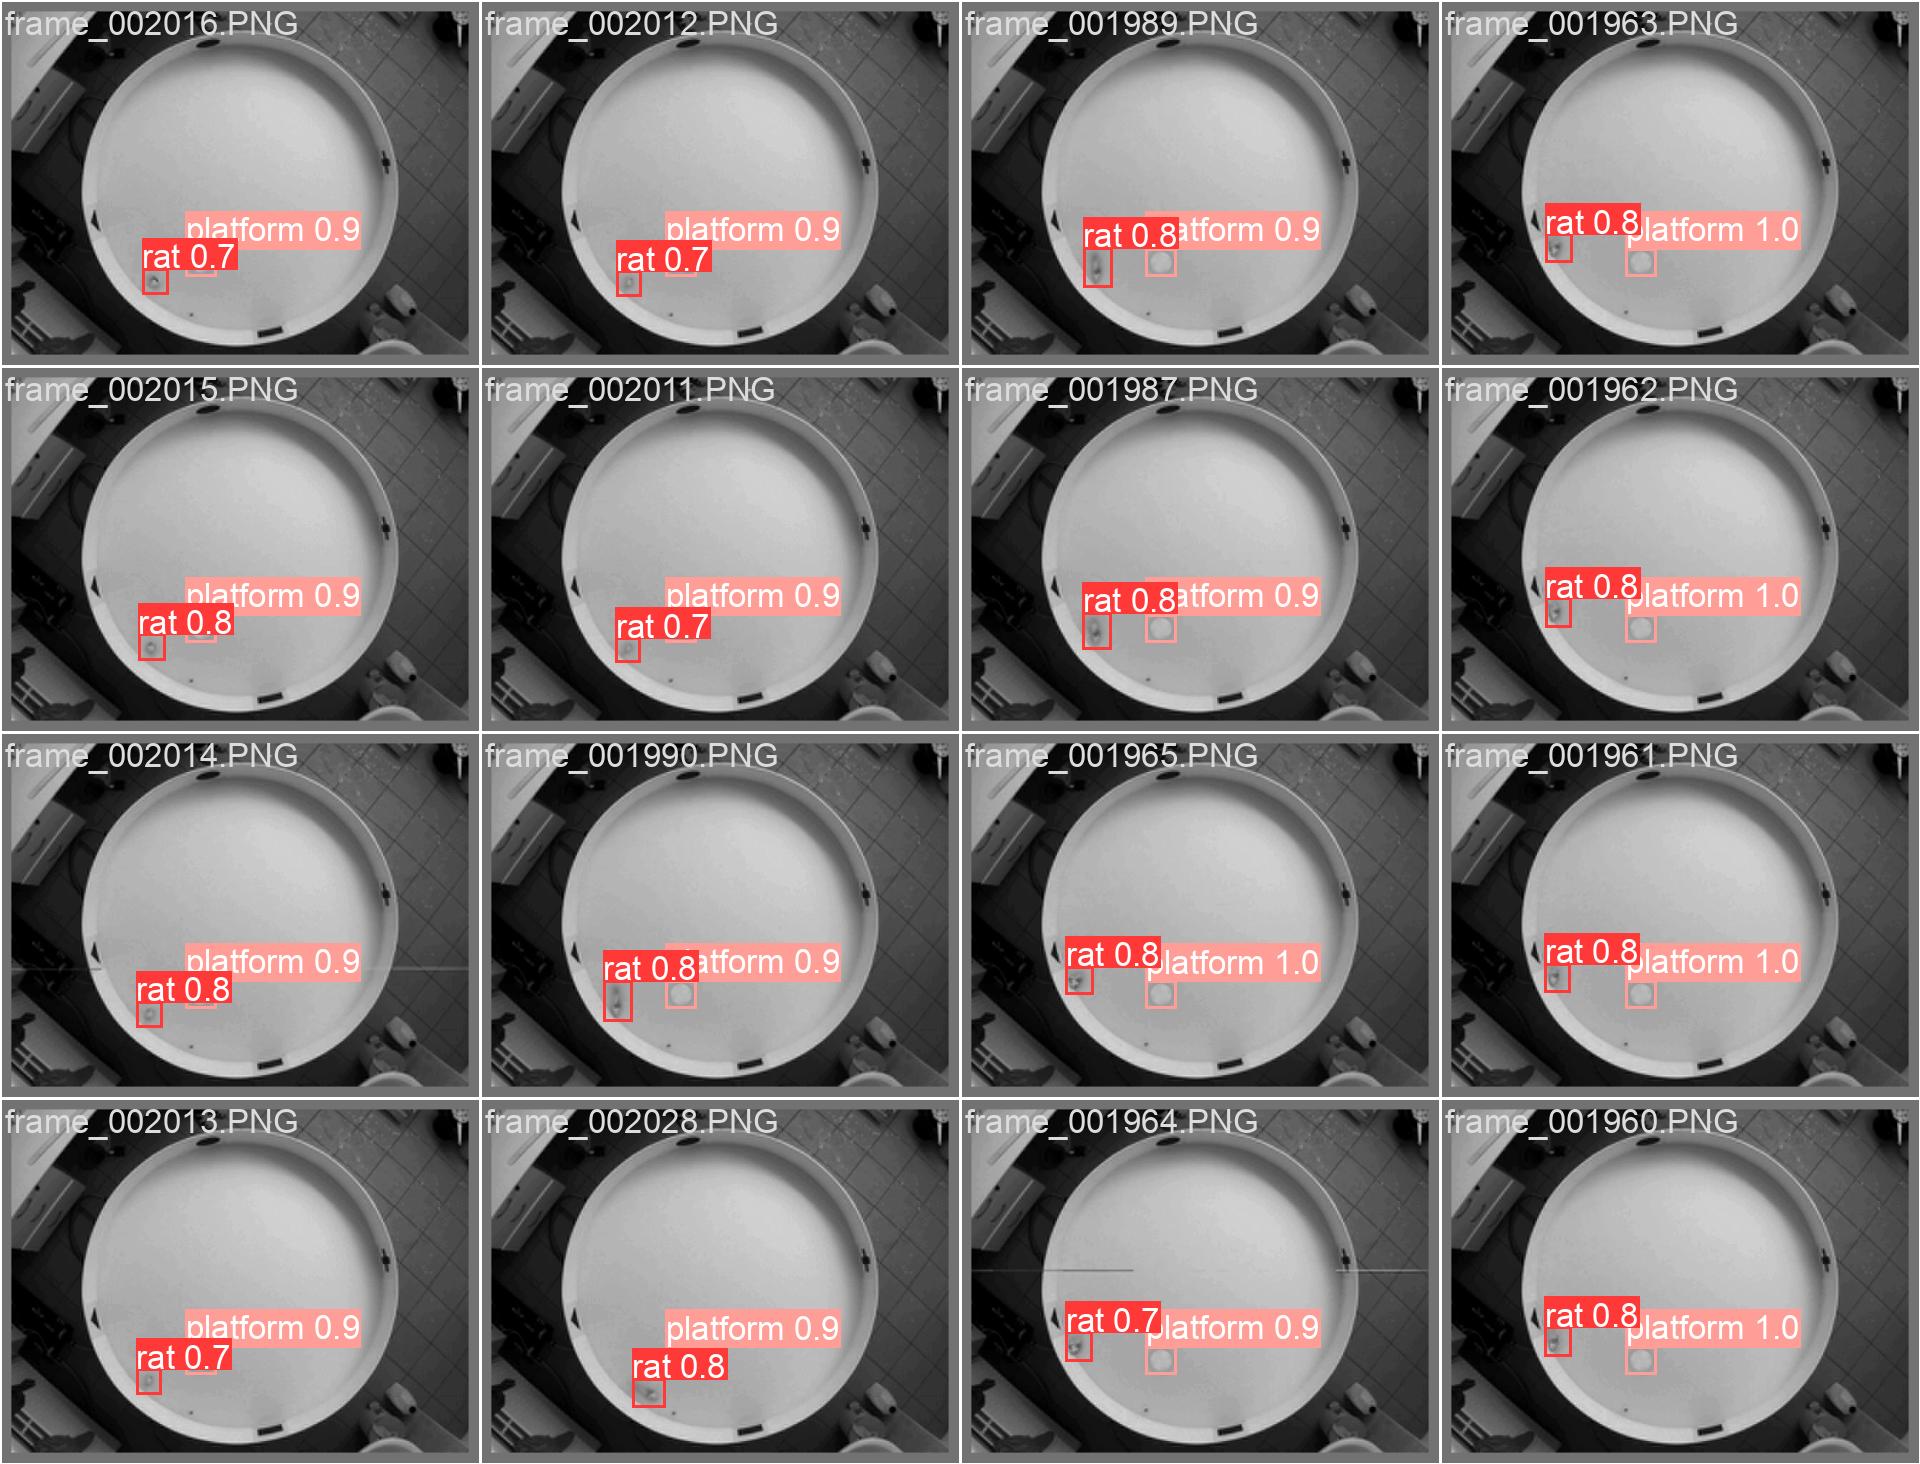 frame_002016.PNG
platform 0.9
rat 0.7
frame_002012.PNG
platform 0.9
rat 0.7
frame_001989.PNG
rat 0.8
atform 0.9
frame_001963.PNG
rat 0.8
platform 1.0
frame_002015.PNG
platform 0.9
rat 0.8
frame_002011.PNG
platform 0.9
rat 0.7
frame_001987.PNG
rat 0.8
atform 0.9
frame_001962.PNG
rat 0.8
platform 1.0
frame_002014.PNG
platform 0.9
rat 0.8
frame_001990.PNG
rat 0.8
atform 0.9
frame_001965.PNG
rat 0.8
platform 1.0
frame_001961.PNG
rat 0.8
platform 1.0
frame_002013.PNG
platform 0.9
rat 0.7
frame_002028.PNG
platform 0.9
rat 0.8
frame_001964.PNG
rat 0.7
platform 0.9
frame_001960.PNG
rat 0.8
platform 1.0